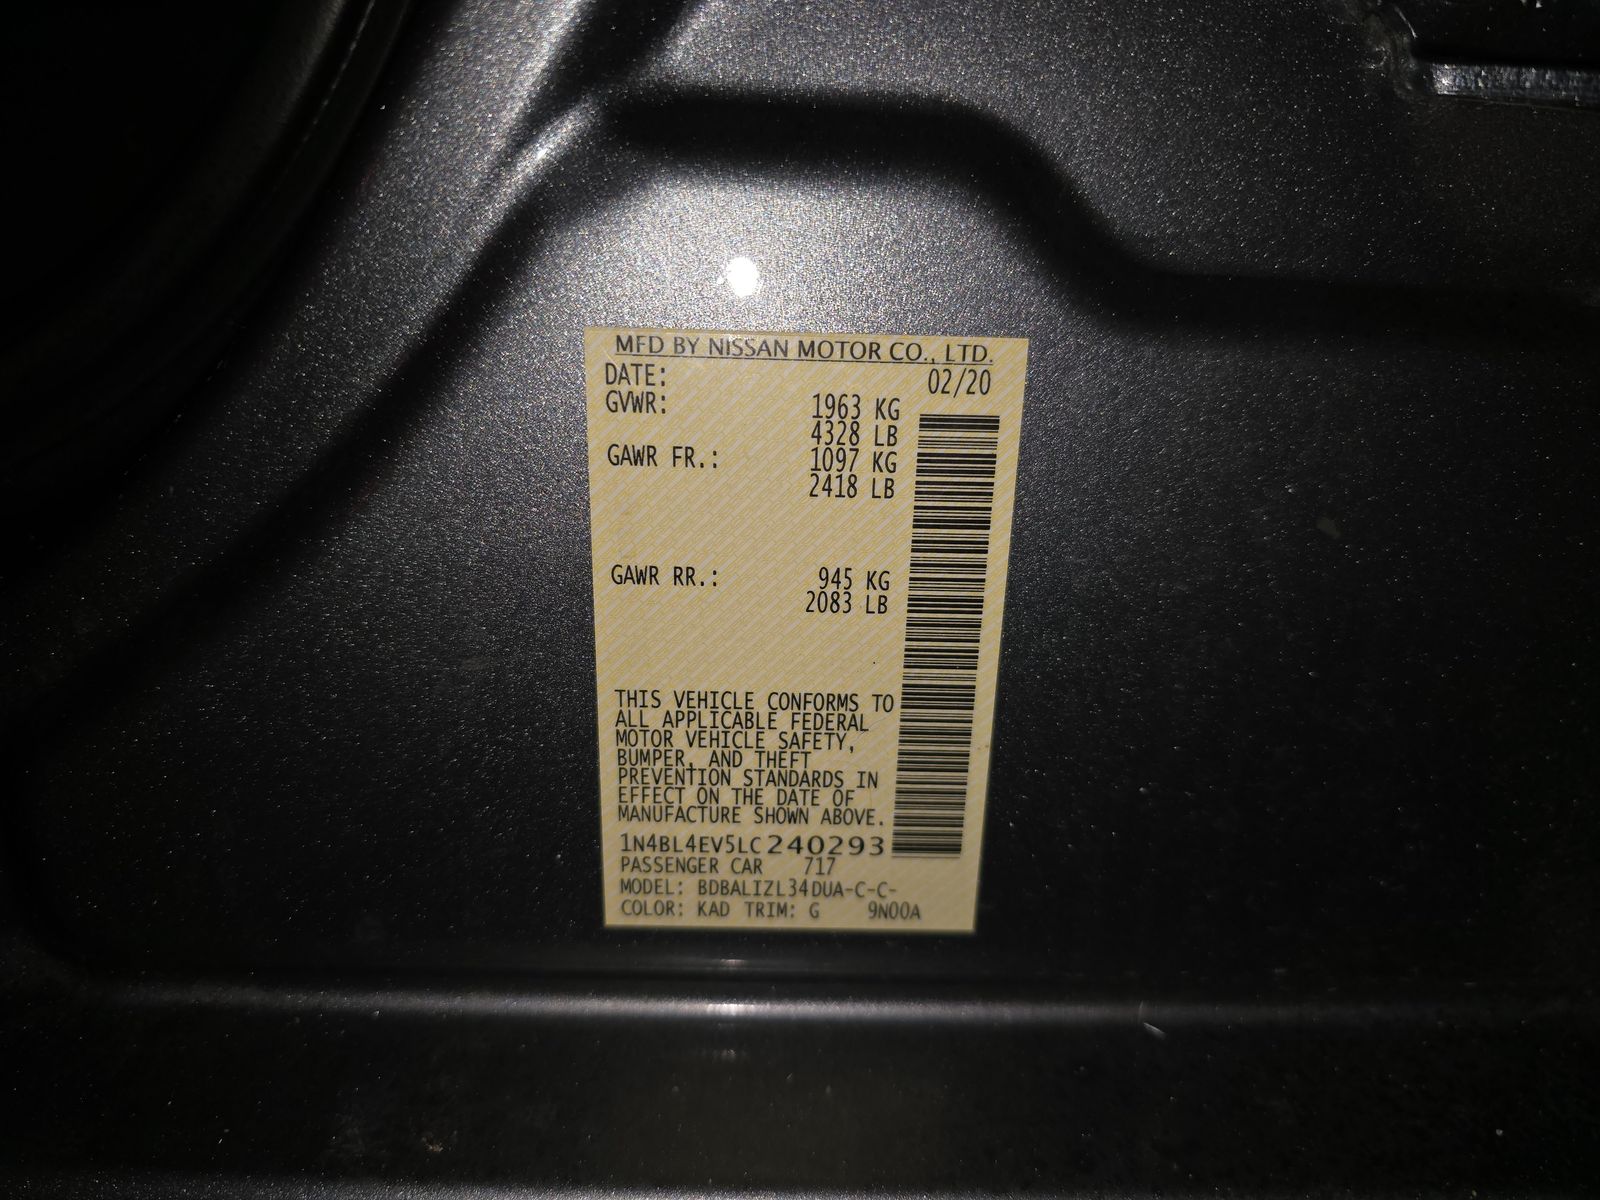 MFD BY NISSAN MOTOR CO., LTD.
DATE: 02/20
GVWR: 1963 KG
4328 LB
GAWR FR.: 1097 KG
2418 LB
GAWR RR.: 945 KG
2083 LB
THIS VEHICLE CONFORMS TO
ALL APPLICABLE FEDERAL
MOTOR VEHICLE SAFETY,
BUMPER, AND THEFT
PREVENTION STANDARDS IN
EFFECT ON THE DATE OF
MANUFACTURE SHOWN ABOVE.
1N4BL4EV5LC240293
PASSENGER CAR 717
MODEL: BDBALIZL34DUA-C-C-
COLOR: KAD TRIM: G 9N00A